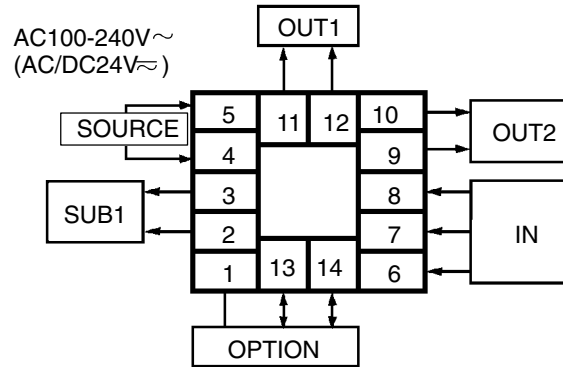 OUT1
AC100-240V～
(AC/DC24V⎓～)
SOURCE
5
11
12
10
OUT2
4
9
3
8
SUB1
2
7
IN
1
13
14
6
OPTION